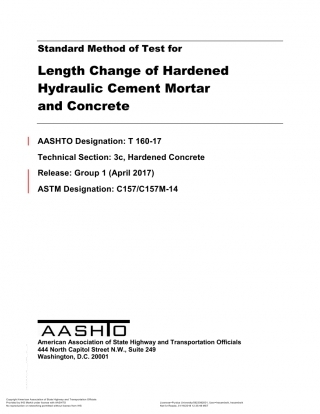 Standard Method of Test for
Length Change of Hardened
Hydraulic Cement Mortar
and Concrete
AASHTO Designation: T 160-17
Technical Section: 3c, Hardened Concrete
Release: Group 1 (April 2017)
ASTM Designation: C157/C157M-14
AASHTO
American Association of State Highway and Transportation Officials
444 North Capitol Street N.W., Suite 249
Washington, D.C. 20001